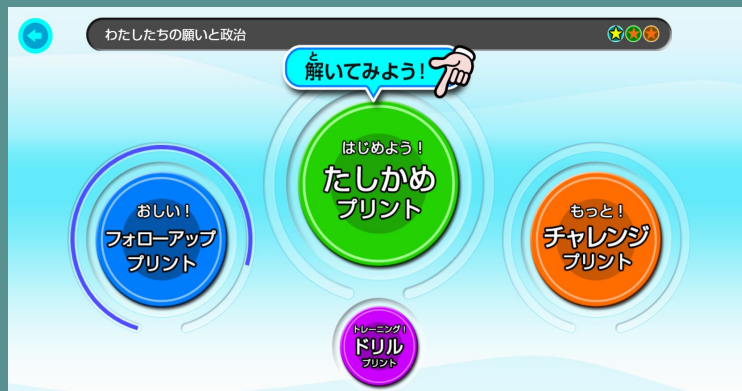 わたしたちの願いと政治
と
解いてみよう!
はじめよう!
たしかめ
プリント
おしい!
フォローアップ
プリント
もっと!
チャレンジ
プリント
トレーニング!
ドリル
プリント